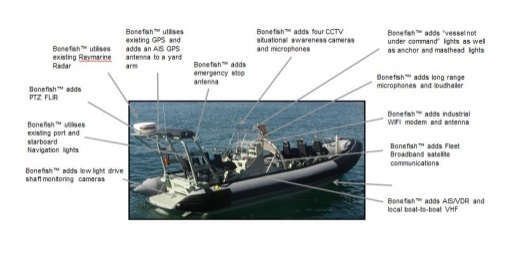 Bonefish™ utilises
existing GPS and
adds an AIS GPS
antenna to a yard
arm
Bonefish™ adds four CCTV
situational awareness cameras
and microphones
Bonefish™ adds "vessel not
under command" lights as well
as anchor and masthead lights
Bonefish™ utilises
existing Raymarine
Radar
Bonefish™ adds
emergency stop
antenna
Bonefish™ adds long range
microphones and loudhailer
Bonefish™ adds
PTZ FLIR
Bonefish™ adds industrial
WIFI modem and antenna
Bonefish™ utilises
existing port and
starboard
Navigation lights
Bonefish™ adds Fleet
Broadband satellite
communications
Bonefish™ adds low light drive
shaft monitoring cameras
Bonefish™ adds AIS/VDR and
local boat-to-boat VHF